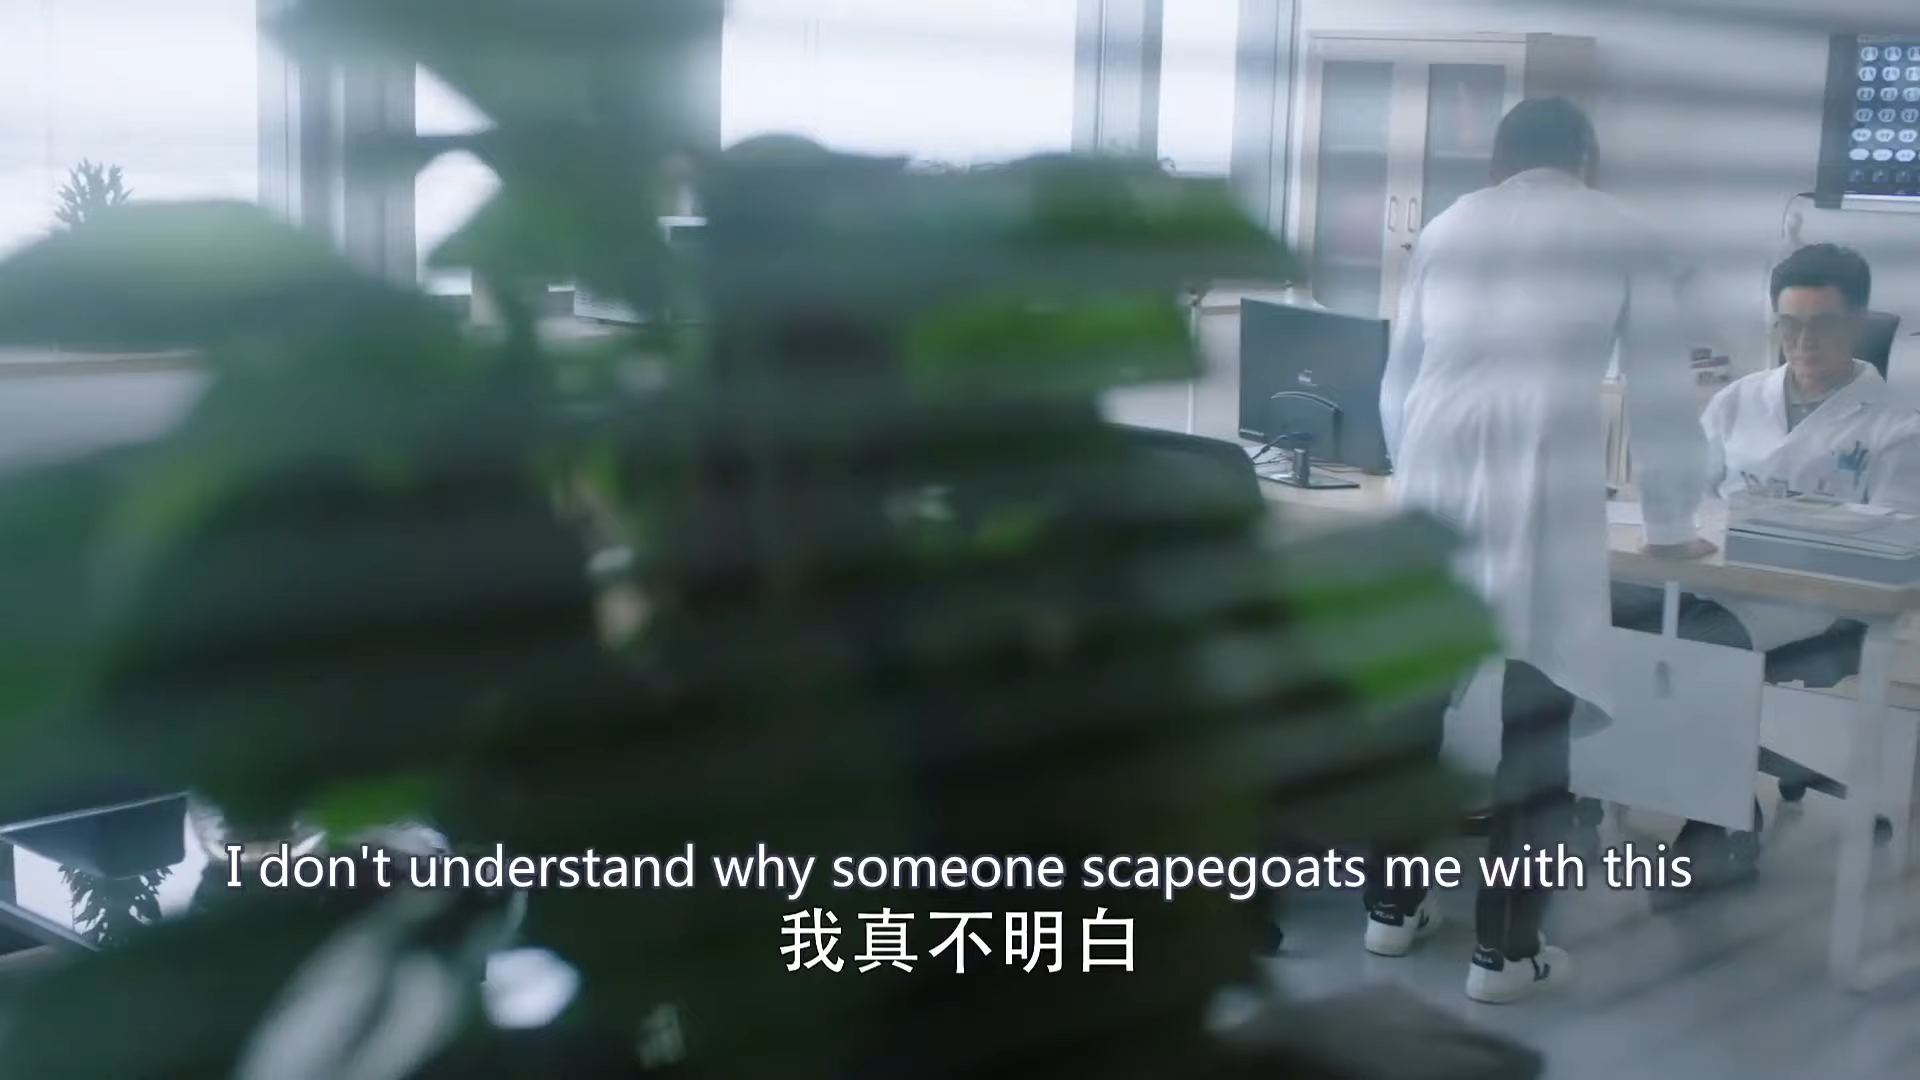 I don't understand why someone scapegoats me with this
我真不明白